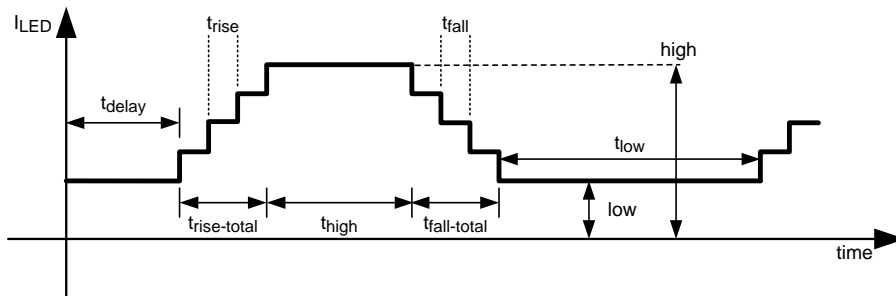 ILED
trise
tfall
high
tdelay
tlow
low
trise-total
thigh
tfall-total
time